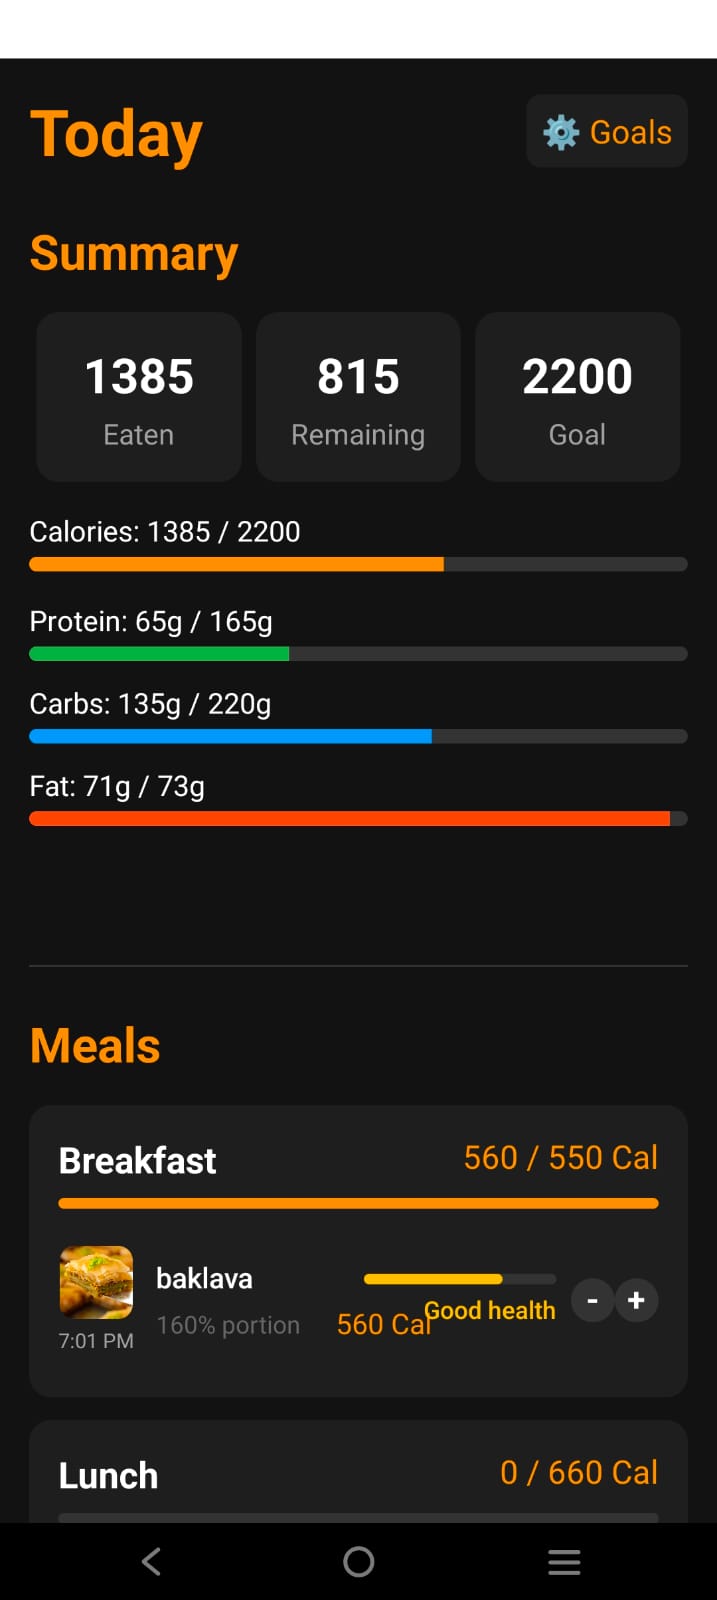 Today
Goals
Summary
1385
Eaten
815
Remaining
2200
Goal
Calories: 1385 / 2200
Protein: 65g / 165g
Carbs: 135g / 220g
Fat: 71g / 73g
Meals
Breakfast
560 / 550 Cal
baklava
160% portion
560 Cal
Good health
- +
7:01 PM
Lunch
0 / 660 Cal